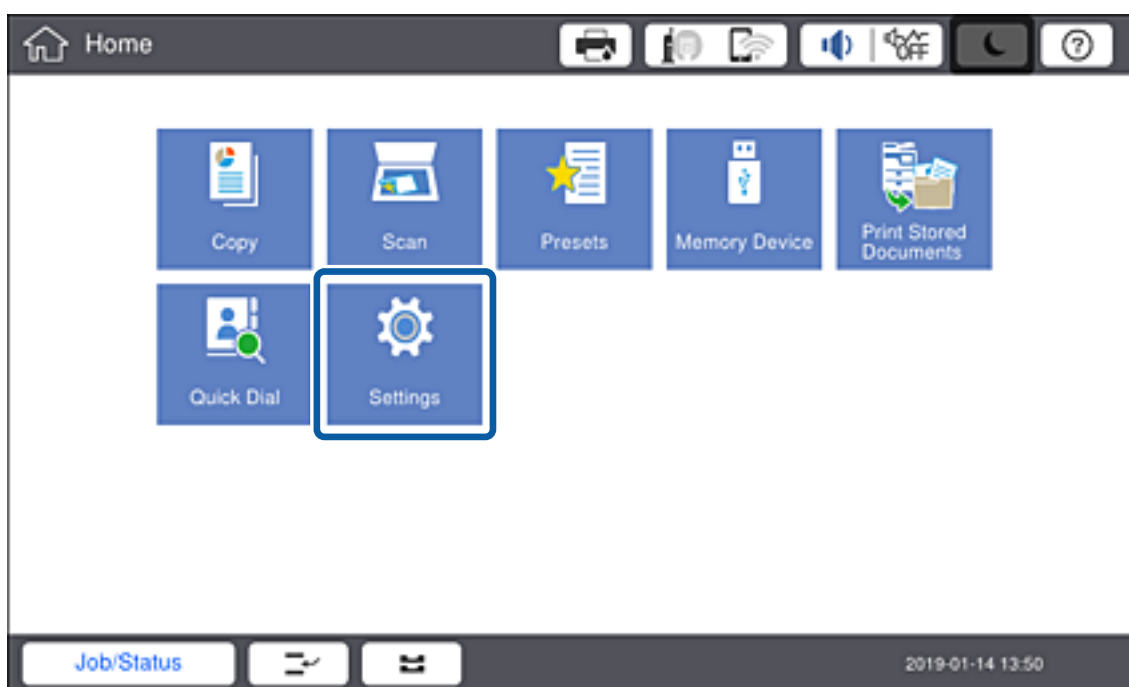 Home
OFF
?
Copy
Scan
Presets
Memory Device
Print Stored
Documents
Quick Dial
Settings
Job/Status
2019-01-14 13:50